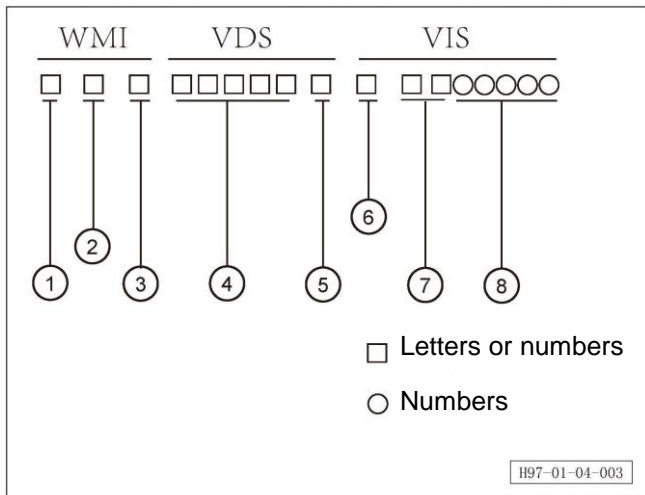 WMI VDS VIS
6
2
1 3 4 5 7 8
Letters or numbers
Numbers
H97-01-04-003